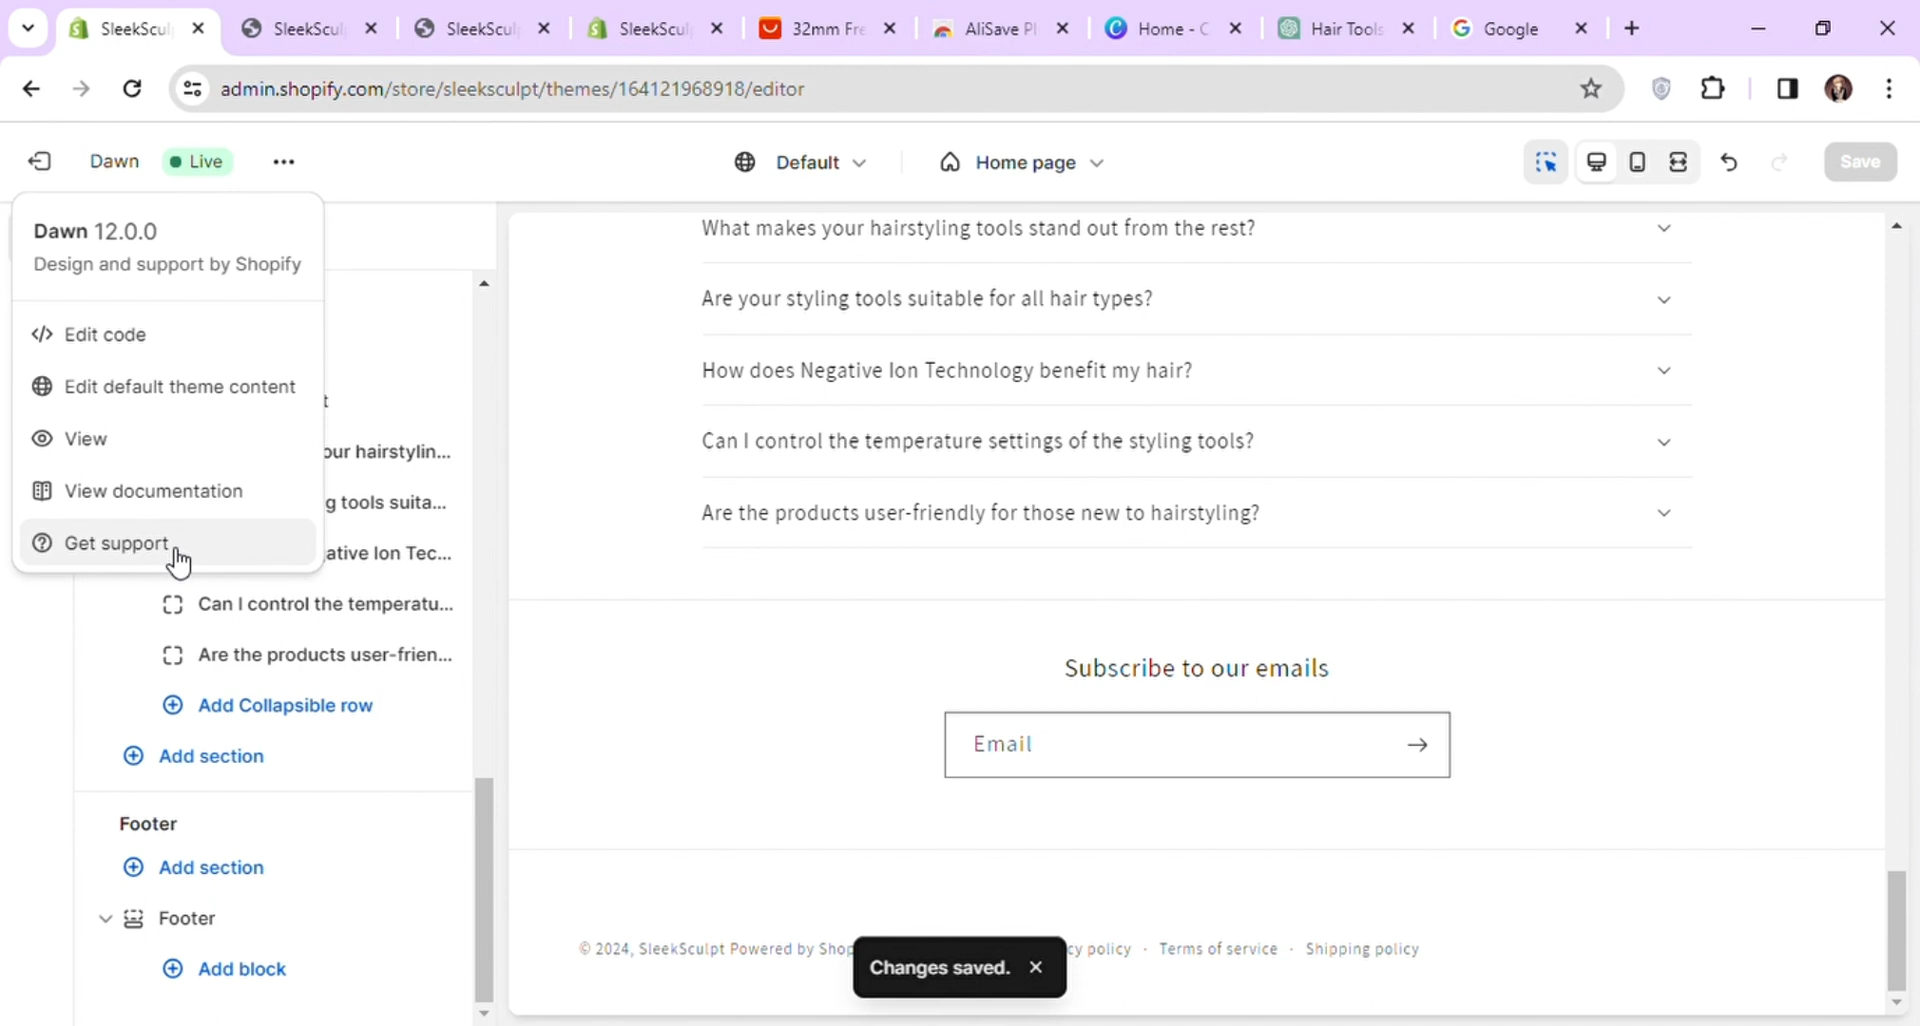 SleekScul
SleekScul
SleekScul
SleekScul
32mm Fre
AliSave Pl
Home - C
Hair Tools
Google
admin.shopify.com/store/sleeksculpt/themes/164121968918/editor
Dawn
Live
Default
Home page
Save
Dawn 12.0.0
Design and support by Shopify
Edit code
Edit default theme content
View
View documentation
Get support
t
our hairstylin...
g tools suita...
ative Ion Tec...
Can I control the temperatu...
Are the products user-frien...
Add Collapsible row
Add section
Footer
Add section
Footer
Add block
What makes your hairstyling tools stand out from the rest?
Are your styling tools suitable for all hair types?
How does Negative Ion Technology benefit my hair?
Can I control the temperature settings of the styling tools?
Are the products user-friendly for those new to hairstyling?
Subscribe to our emails
Email
© 2024, SleekSculpt Powered by Shop
cy policy · Terms of service · Shipping policy
Changes saved.